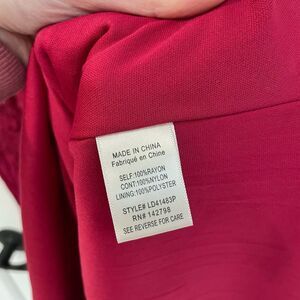 MADE IN CHINA
Fabriqué en Chine
SELF:100%RAYON
CONT:100%NYLON
LINING:100%POLYSTER
STYLE# LD41483P
RN# 142798
SEE REVERSE FOR CARE